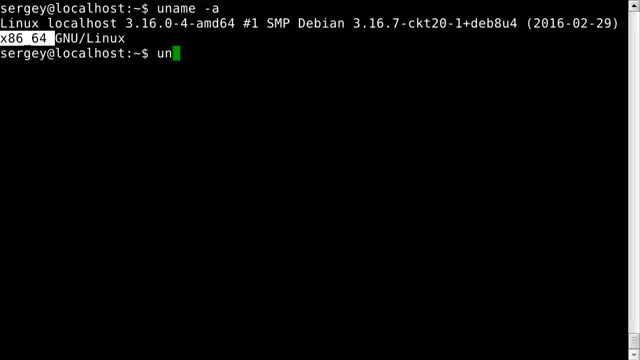 sergey@localhost:~$ uname -a
Linux localhost 3.16.0-4-amd64 #1 SMP Debian 3.16.7-ckt20-1+deb8u4 (2016-02-29)
x86_64 GNU/Linux
sergey@localhost:~$ un